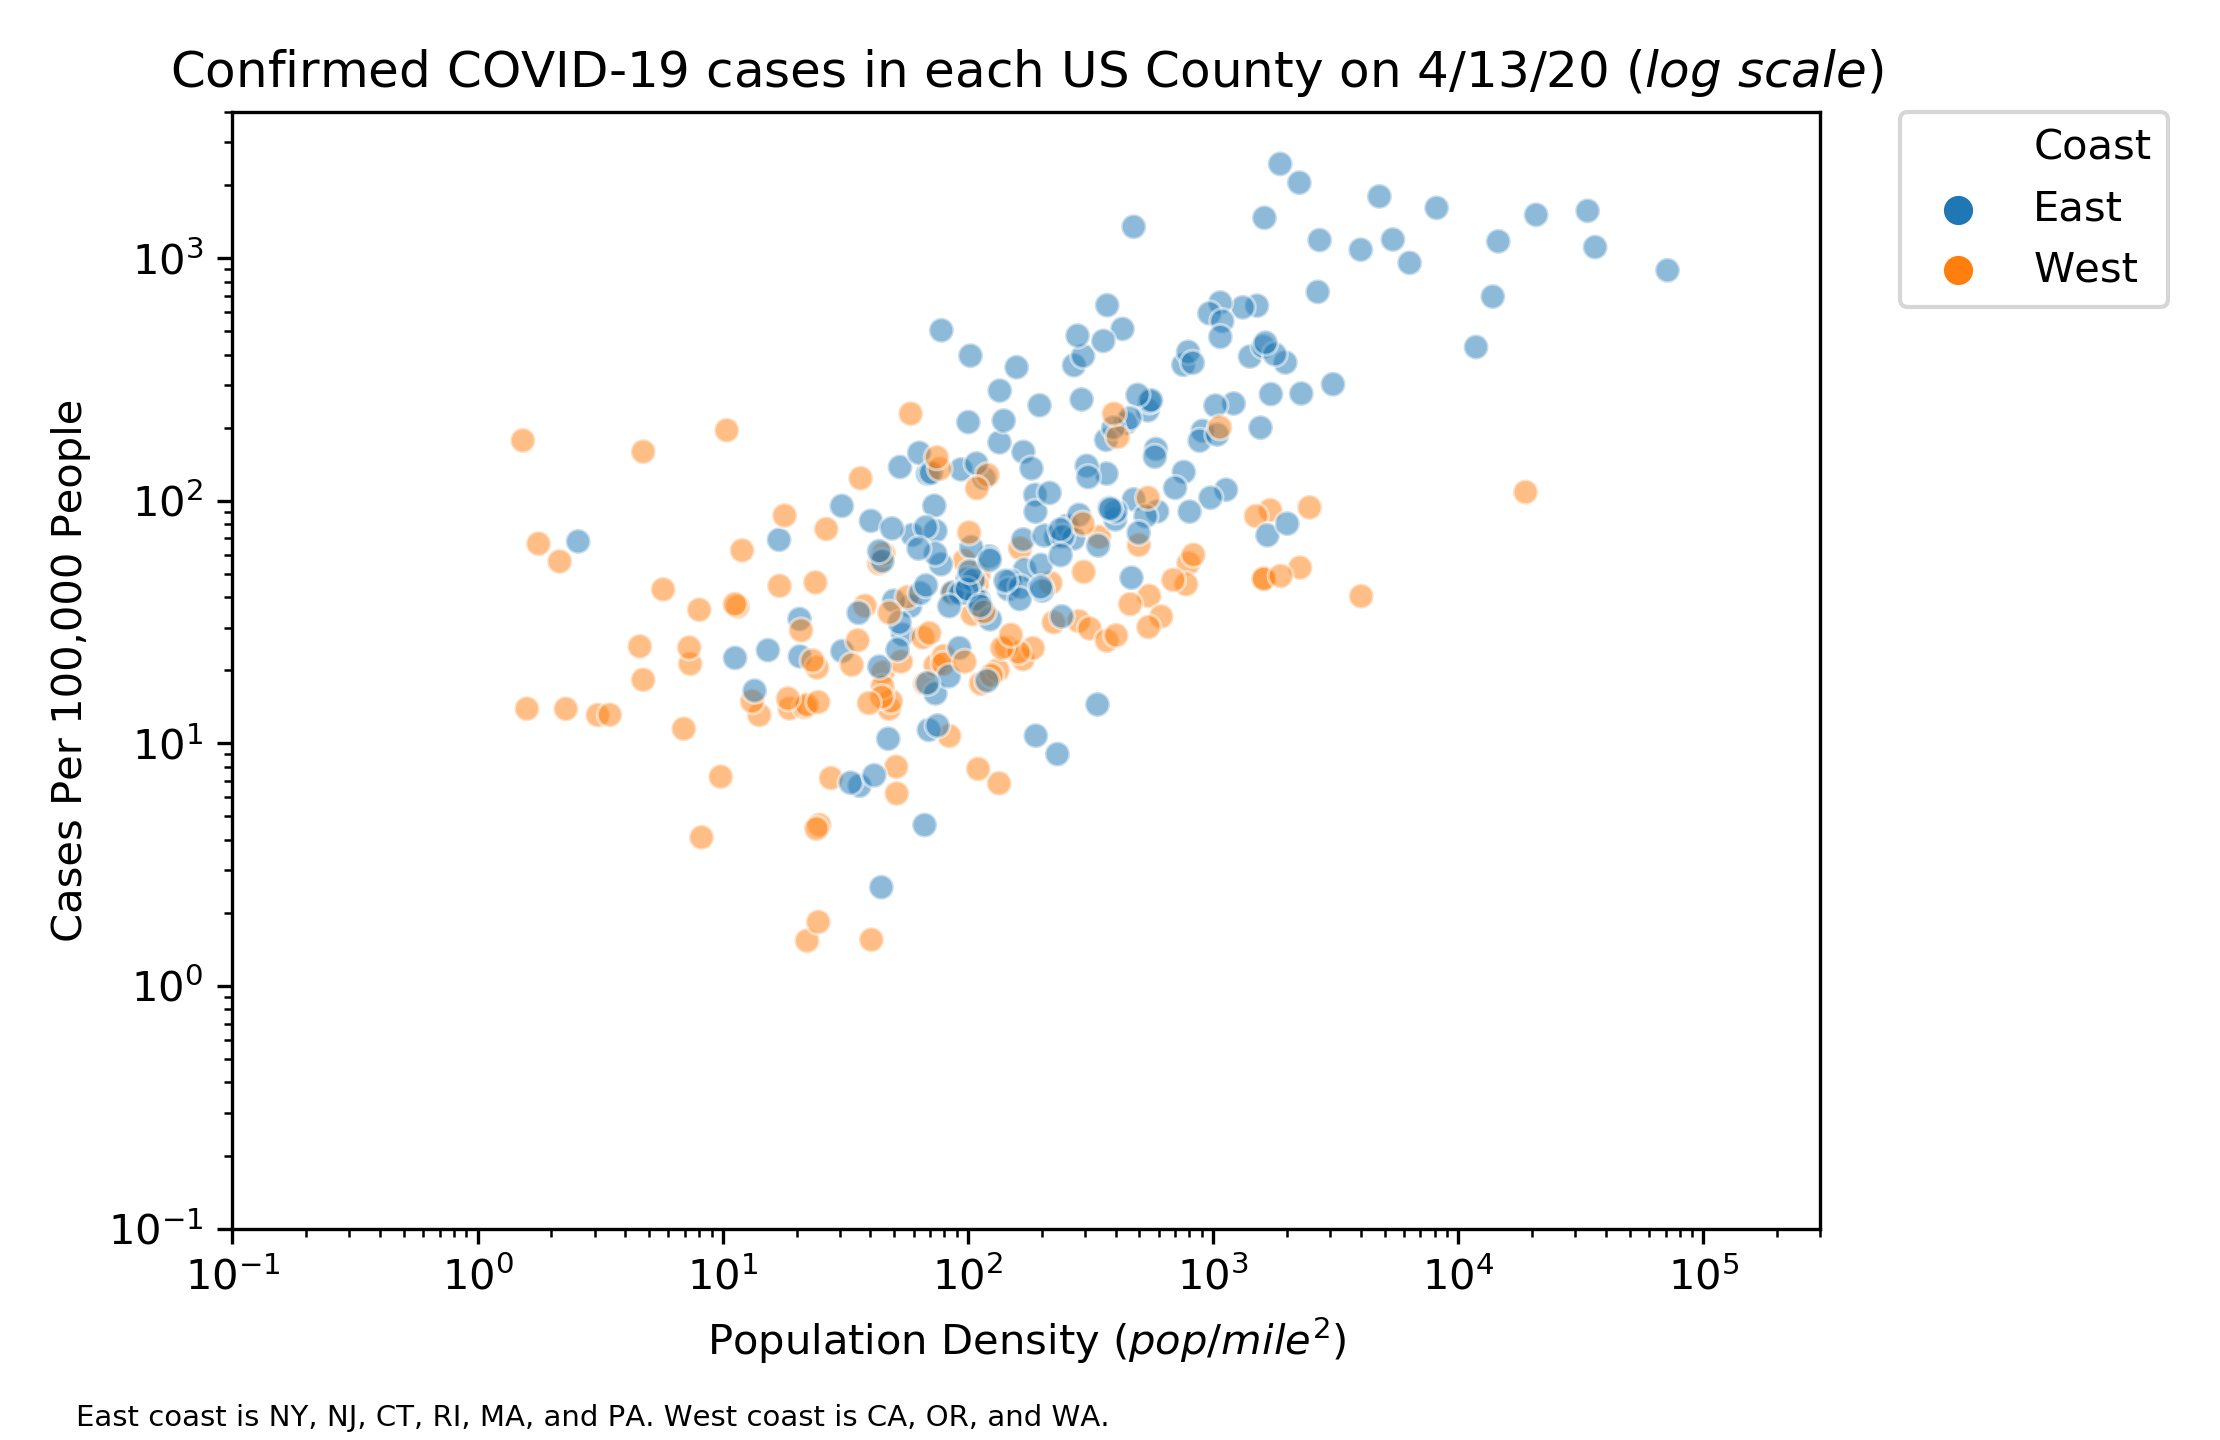 Confirmed COVID-19 cases in each US County on 4/13/20 (log scale)
Coast
East
West
Cases Per 100,000 People
10³
10²
10¹
10⁰
10⁻¹
10⁻¹ 10⁰ 10¹ 10² 10³ 10⁴ 10⁵
Population Density (pop/mile²)
East coast is NY, NJ, CT, RI, MA, and PA. West coast is CA, OR, and WA.